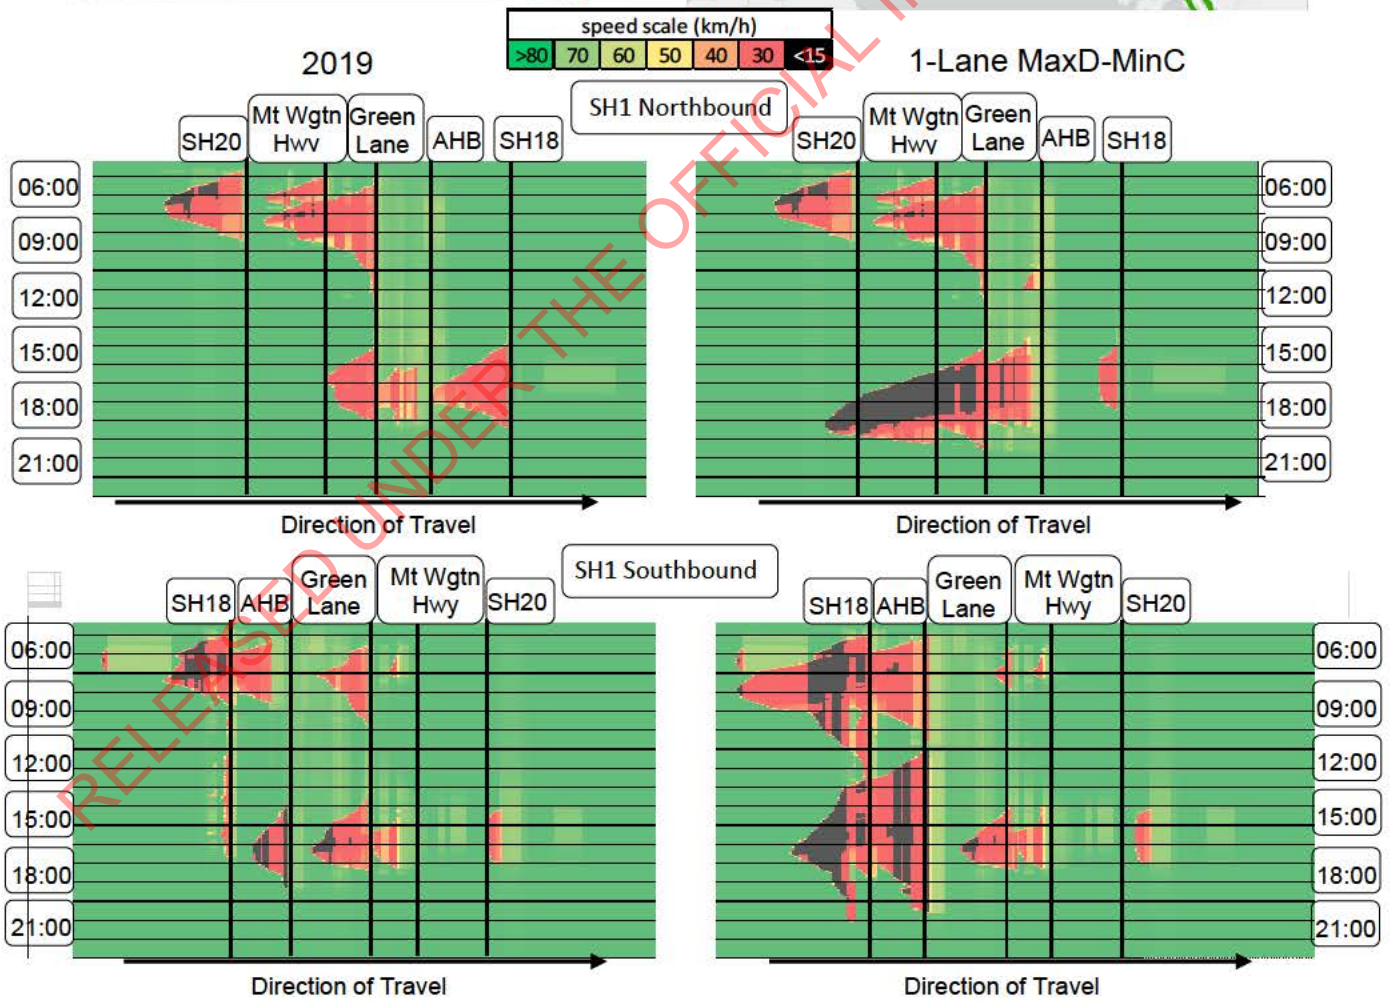 speed scale (km/h)
>80 70 60 50 40 30 <15
2019
1-Lane MaxD-MinC
SH1 Northbound
SH20
Mt Wgtn
Hwy
Green
Lane
AHB
SH18
SH20
Mt Wgtn
Hwy
Green
Lane
AHB
SH18
06:00
09:00
12:00
15:00
18:00
21:00
06:00
09:00
12:00
15:00
18:00
21:00
Direction of Travel
Direction of Travel
SH1 Southbound
SH18
AHB
Green
Lane
Mt Wgtn
Hwy
SH20
SH18
AHB
Green
Lane
Mt Wgtn
Hwy
SH20
06:00
09:00
12:00
15:00
18:00
21:00
06:00
09:00
12:00
15:00
18:00
21:00
Direction of Travel
Direction of Travel
RELEASED UNDER THE OFFICIAL